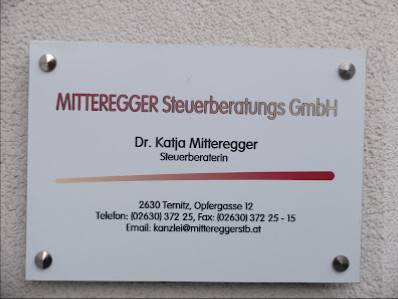 MITTEREGGER Steuerberatungs GmbH
Dr. Katja Mitteregger
Steuerberaterin
2630 Ternitz, Opfergasse 12
Telefon: (02630) 372 25, Fax: (02630) 372 25 - 15
Email: kanzlei@mittereggerstb.at